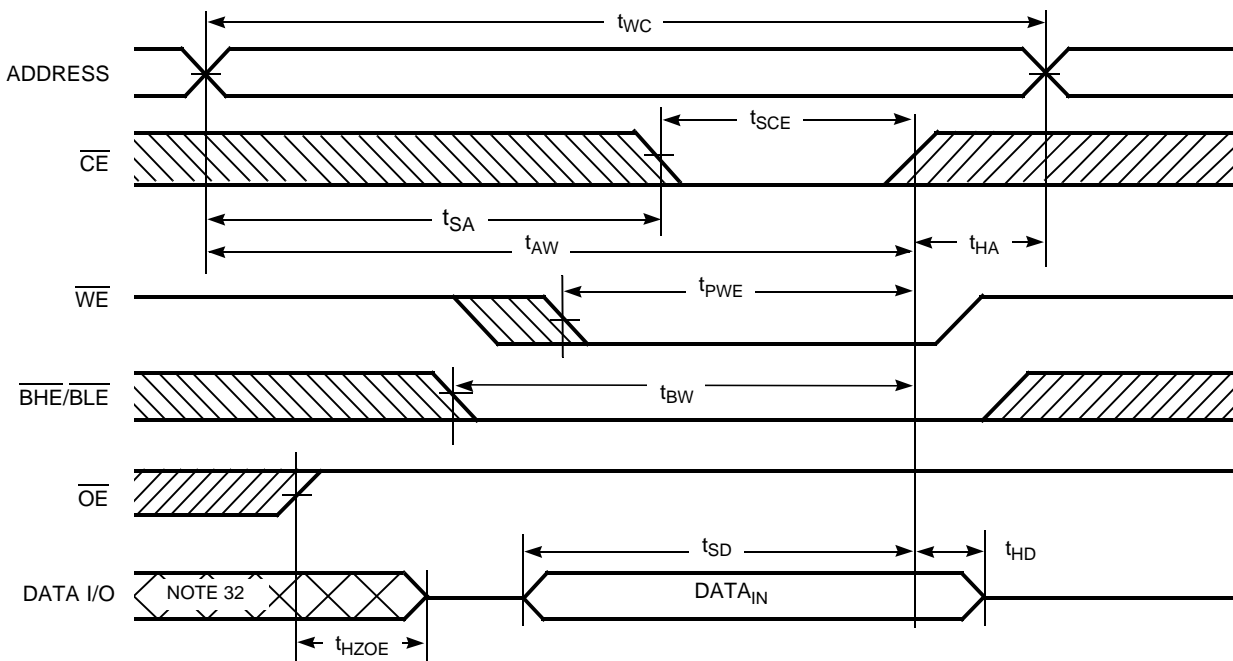 tWC
ADDRESS
tSCE
CE
tSA
tAW
tHA
WE
tPWE
BHE/BLE
tBW
OE
tSD
tHD
DATA I/O
NOTE 32
DATAIN
tHZOE